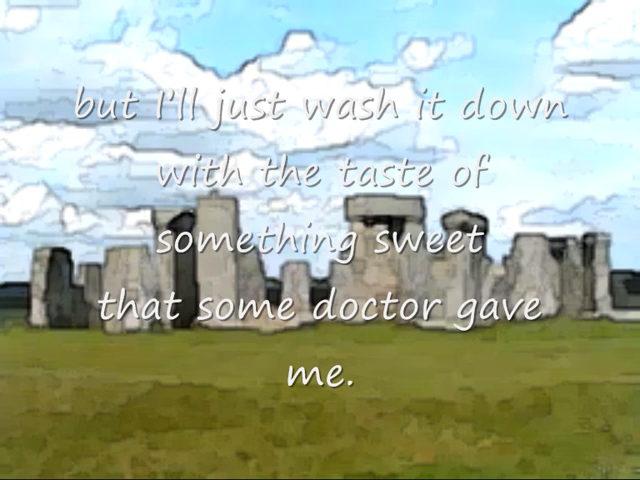 but I'll just wash it down
with the taste of
something sweet
that some doctor gave
me.